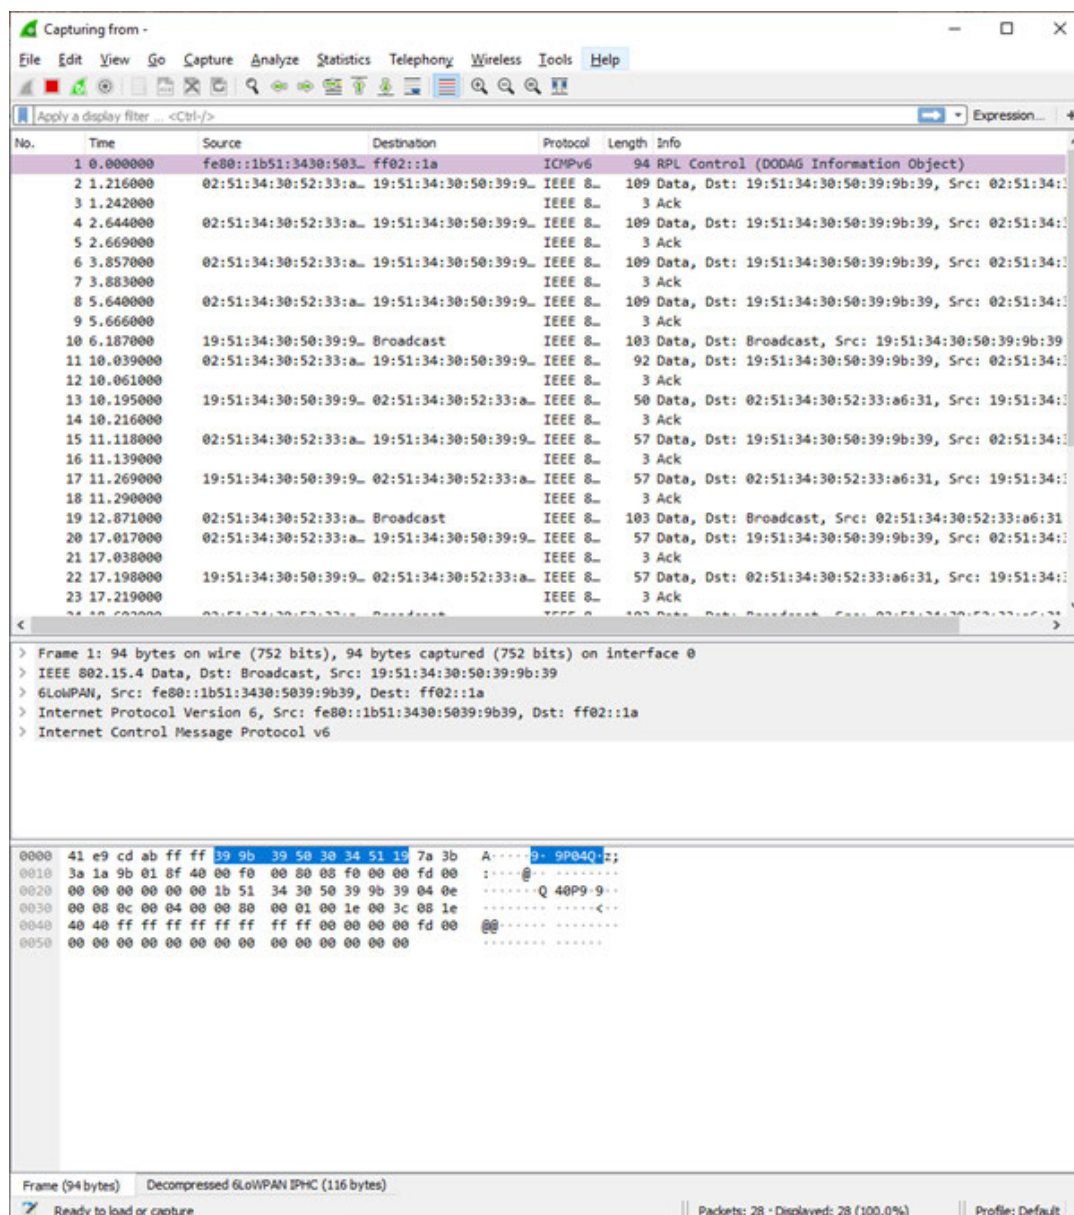 Capturing from -
File Edit View Go Capture Analyze Statistics Telephony Wireless Tools Help
Apply a display filter ... <Ctrl-/> Expression...
No. Time Source Destination Protocol Length Info
1 0.000000 fe80::1b51:3430:503… ff02::1a ICMPv6 94 RPL Control (DODAG Information Object)
2 1.216000 02:51:34:30:52:33:a… 19:51:34:30:50:39:9… IEEE 8… 109 Data, Dst: 19:51:34:30:50:39:9b:39, Src: 02:51:34:
3 1.242000 IEEE 8… 3 Ack
4 2.644000 02:51:34:30:52:33:a… 19:51:34:30:50:39:9… IEEE 8… 109 Data, Dst: 19:51:34:30:50:39:9b:39, Src: 02:51:34:
5 2.669000 IEEE 8… 3 Ack
6 3.857000 02:51:34:30:52:33:a… 19:51:34:30:50:39:9… IEEE 8… 109 Data, Dst: 19:51:34:30:50:39:9b:39, Src: 02:51:34:
7 3.883000 IEEE 8… 3 Ack
8 5.640000 02:51:34:30:52:33:a… 19:51:34:30:50:39:9… IEEE 8… 109 Data, Dst: 19:51:34:30:50:39:9b:39, Src: 02:51:34:
9 5.666000 IEEE 8… 3 Ack
10 6.187000 19:51:34:30:50:39:9… Broadcast IEEE 8… 103 Data, Dst: Broadcast, Src: 19:51:34:30:50:39:9b:39
11 10.039000 02:51:34:30:52:33:a… 19:51:34:30:50:39:9… IEEE 8… 92 Data, Dst: 19:51:34:30:50:39:9b:39, Src: 02:51:34:
12 10.061000 IEEE 8… 3 Ack
13 10.195000 19:51:34:30:50:39:9… 02:51:34:30:52:33:a… IEEE 8… 50 Data, Dst: 02:51:34:30:52:33:a6:31, Src: 19:51:34:
14 10.216000 IEEE 8… 3 Ack
15 11.118000 02:51:34:30:52:33:a… 19:51:34:30:50:39:9… IEEE 8… 57 Data, Dst: 19:51:34:30:50:39:9b:39, Src: 02:51:34:
16 11.139000 IEEE 8… 3 Ack
17 11.269000 19:51:34:30:50:39:9… 02:51:34:30:52:33:a… IEEE 8… 57 Data, Dst: 02:51:34:30:52:33:a6:31, Src: 19:51:34:
18 11.290000 IEEE 8… 3 Ack
19 12.871000 02:51:34:30:52:33:a… Broadcast IEEE 8… 103 Data, Dst: Broadcast, Src: 02:51:34:30:52:33:a6:31
20 17.017000 02:51:34:30:52:33:a… 19:51:34:30:50:39:9… IEEE 8… 57 Data, Dst: 19:51:34:30:50:39:9b:39, Src: 02:51:34:
21 17.038000 IEEE 8… 3 Ack
22 17.198000 19:51:34:30:50:39:9… 02:51:34:30:52:33:a… IEEE 8… 57 Data, Dst: 02:51:34:30:52:33:a6:31, Src: 19:51:34:
23 17.219000 IEEE 8… 3 Ack
> Frame 1: 94 bytes on wire (752 bits), 94 bytes captured (752 bits) on interface 0
> IEEE 802.15.4 Data, Dst: Broadcast, Src: 19:51:34:30:50:39:9b:39
> 6LoWPAN, Src: fe80::1b51:3430:5039:9b39, Dest: ff02::1a
> Internet Protocol Version 6, Src: fe80::1b51:3430:5039:9b39, Dst: ff02::1a
> Internet Control Message Protocol v6
0000 41 e9 cd ab ff ff 39 9b 39 50 30 34 51 19 7a 3b A·····9· 9P04Q·z;
0010 3a 1a 9b 01 8f 40 00 f0 00 80 08 f0 00 00 fd 00 :····@·· ········
0020 00 00 00 00 00 00 1b 51 34 30 50 39 9b 39 04 0e ·······Q 40P9·9··
0030 00 08 0c 00 04 00 00 80 00 01 00 1e 00 3c 08 1e ········ ·····<··
0040 40 40 ff ff ff ff ff ff ff ff 00 00 00 00 fd 00 @@······ ········
0050 00 00 00 00 00 00 00 00 00 00 00 00 00 00 ········ ······
Frame (94 bytes) Decompressed 6LoWPAN IPHC (116 bytes)
Ready to load or capture Packets: 28 · Displayed: 28 (100.0%) Profile: Default